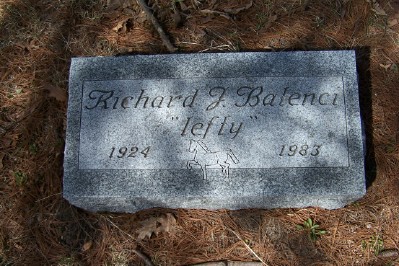 Richard J. Batenci
"lefty"
1924 1983